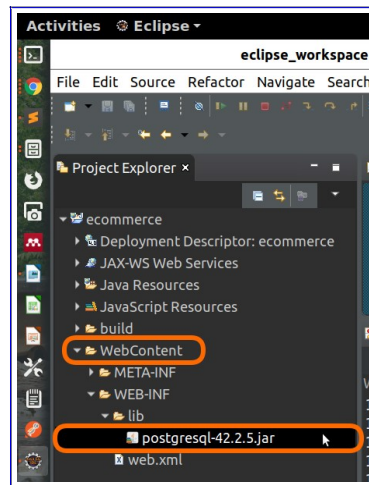 Activities Eclipse
eclipse_workspace
File Edit Source Refactor Navigate Search
Project Explorer
ecommerce
Deployment Descriptor: ecommerce
JAX-WS Web Services
Java Resources
JavaScript Resources
build
WebContent
META-INF
WEB-INF
lib
postgresql-42.2.5.jar
web.xml